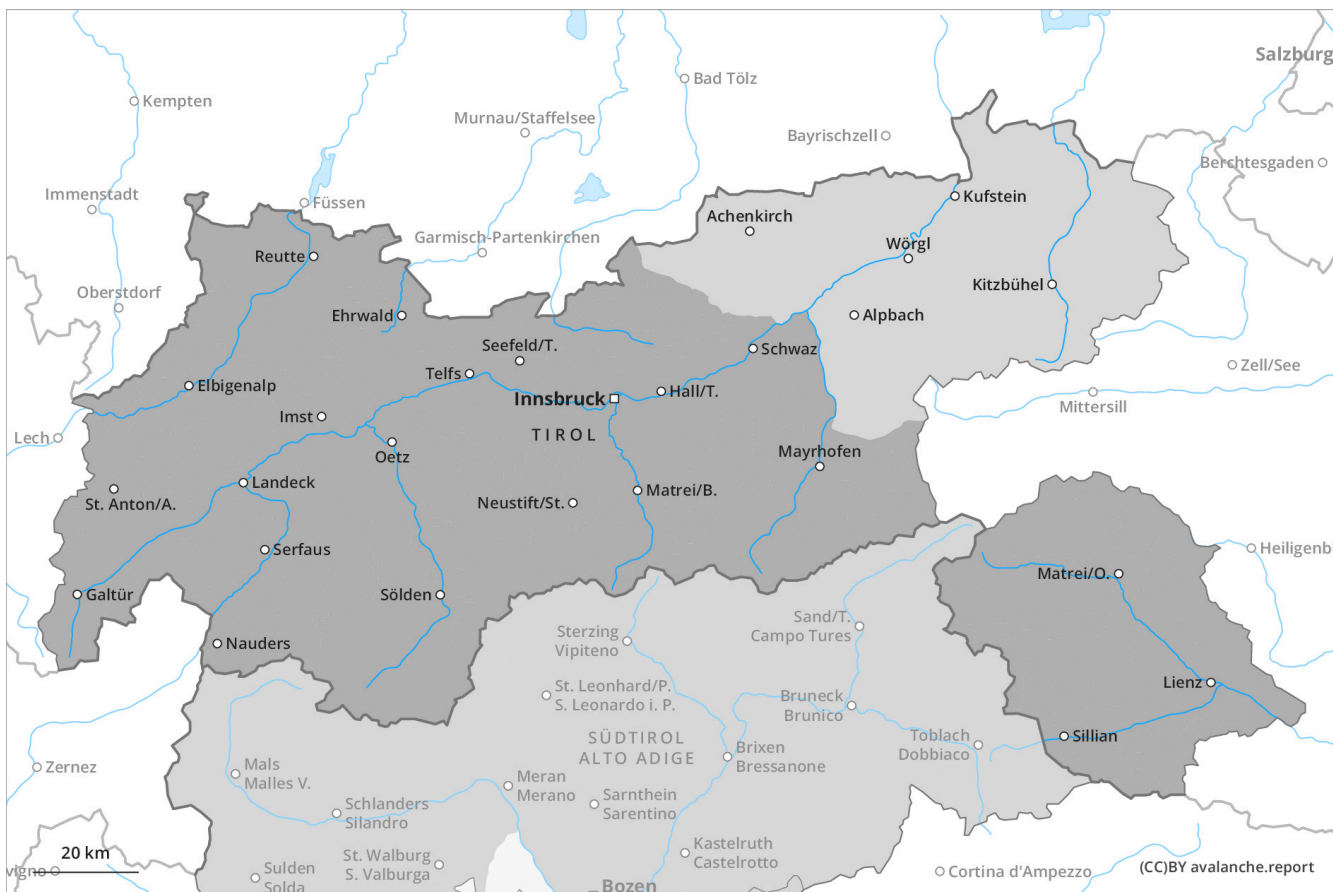 Salzburg
Bad Tölz
Kempten
Murnau/Staffelsee
Bayrischzell
Berchtesgaden
Immenstadt
Füssen
Kufstein
Achenkirch
Garmisch-Partenkirchen
Wörgl
Reutte
Kitzbühel
Oberstdorf
Ehrwald
Alpbach
Seefeld/T.
Schwaz
Telfs
Zell/See
Elbigenalp
Hall/T.
Innsbruck
Mittersill
Imst
Lech
TIROL
Oetz
Mayrhofen
Landeck
Matrei/B.
St. Anton/A.
Neustift/St.
Serfaus
Heiligenb
Matrei/O.
Galtür
Sölden
Sand/T.
Campo Tures
Sterzing
Vipiteno
Nauders
Lienz
St. Leonhard/P.
S. Leonardo i. P.
Bruneck
Brunico
SÜDTIROL
ALTO ADIGE
Sillian
Toblach
Dobbiaco
Brixen
Bressanone
Zernez
Mals
Malles V.
Meran
Merano
Sarnthein
Sarentino
Schlanders
Silandro
Kastelruth
Castelrotto
20 km
St. Walburg
S. Valburga
vigno
Sulden
Solda
Cortina d'Ampezzo
(CC)BY avalanche.report
Bozen